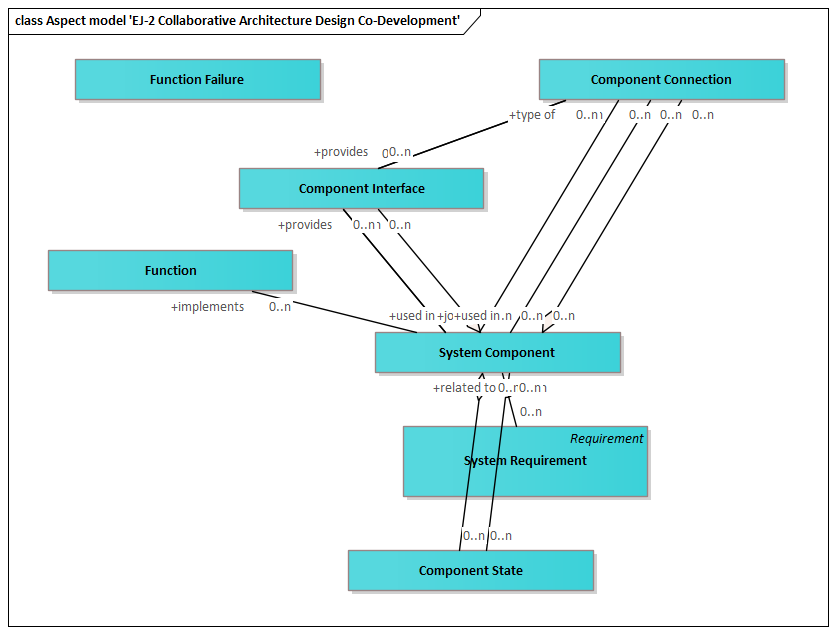 class Aspect model 'EJ-2 Collaborative Architecture Design Co-Development'
Function Failure
Component Connection
+type of 0..n 0..n 0..n 0..n
+provides 0..n
Component Interface
+provides 0..n 0..n
Function
+implements 0..n
+used in +jo +used in 0..n 0..n
System Component
+related to 0..n
0..n
Requirement
System Requirement
0..n 0..n
Component State